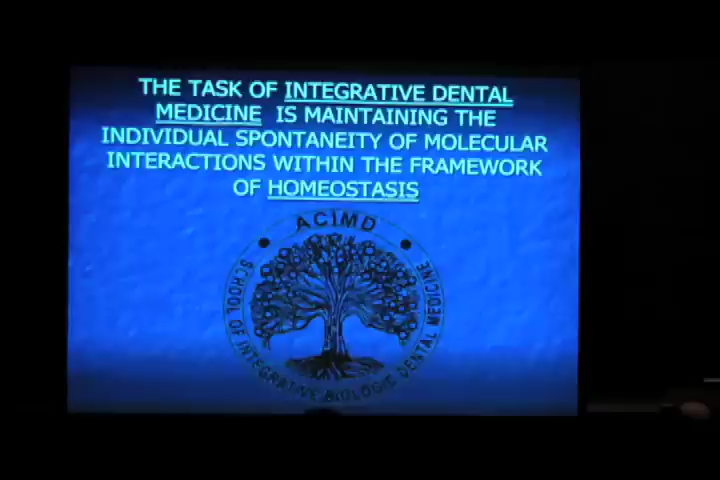 THE TASK OF INTEGRATIVE DENTAL
MEDICINE IS MAINTAINING THE
INDIVIDUAL SPONTANEITY OF MOLECULAR
INTERACTIONS WITHIN THE FRAMEWORK
OF HOMEOSTASIS
ACIMD
SCHOOL OF INTEGRATIVE BIOLOGIC DENTAL MEDICINE